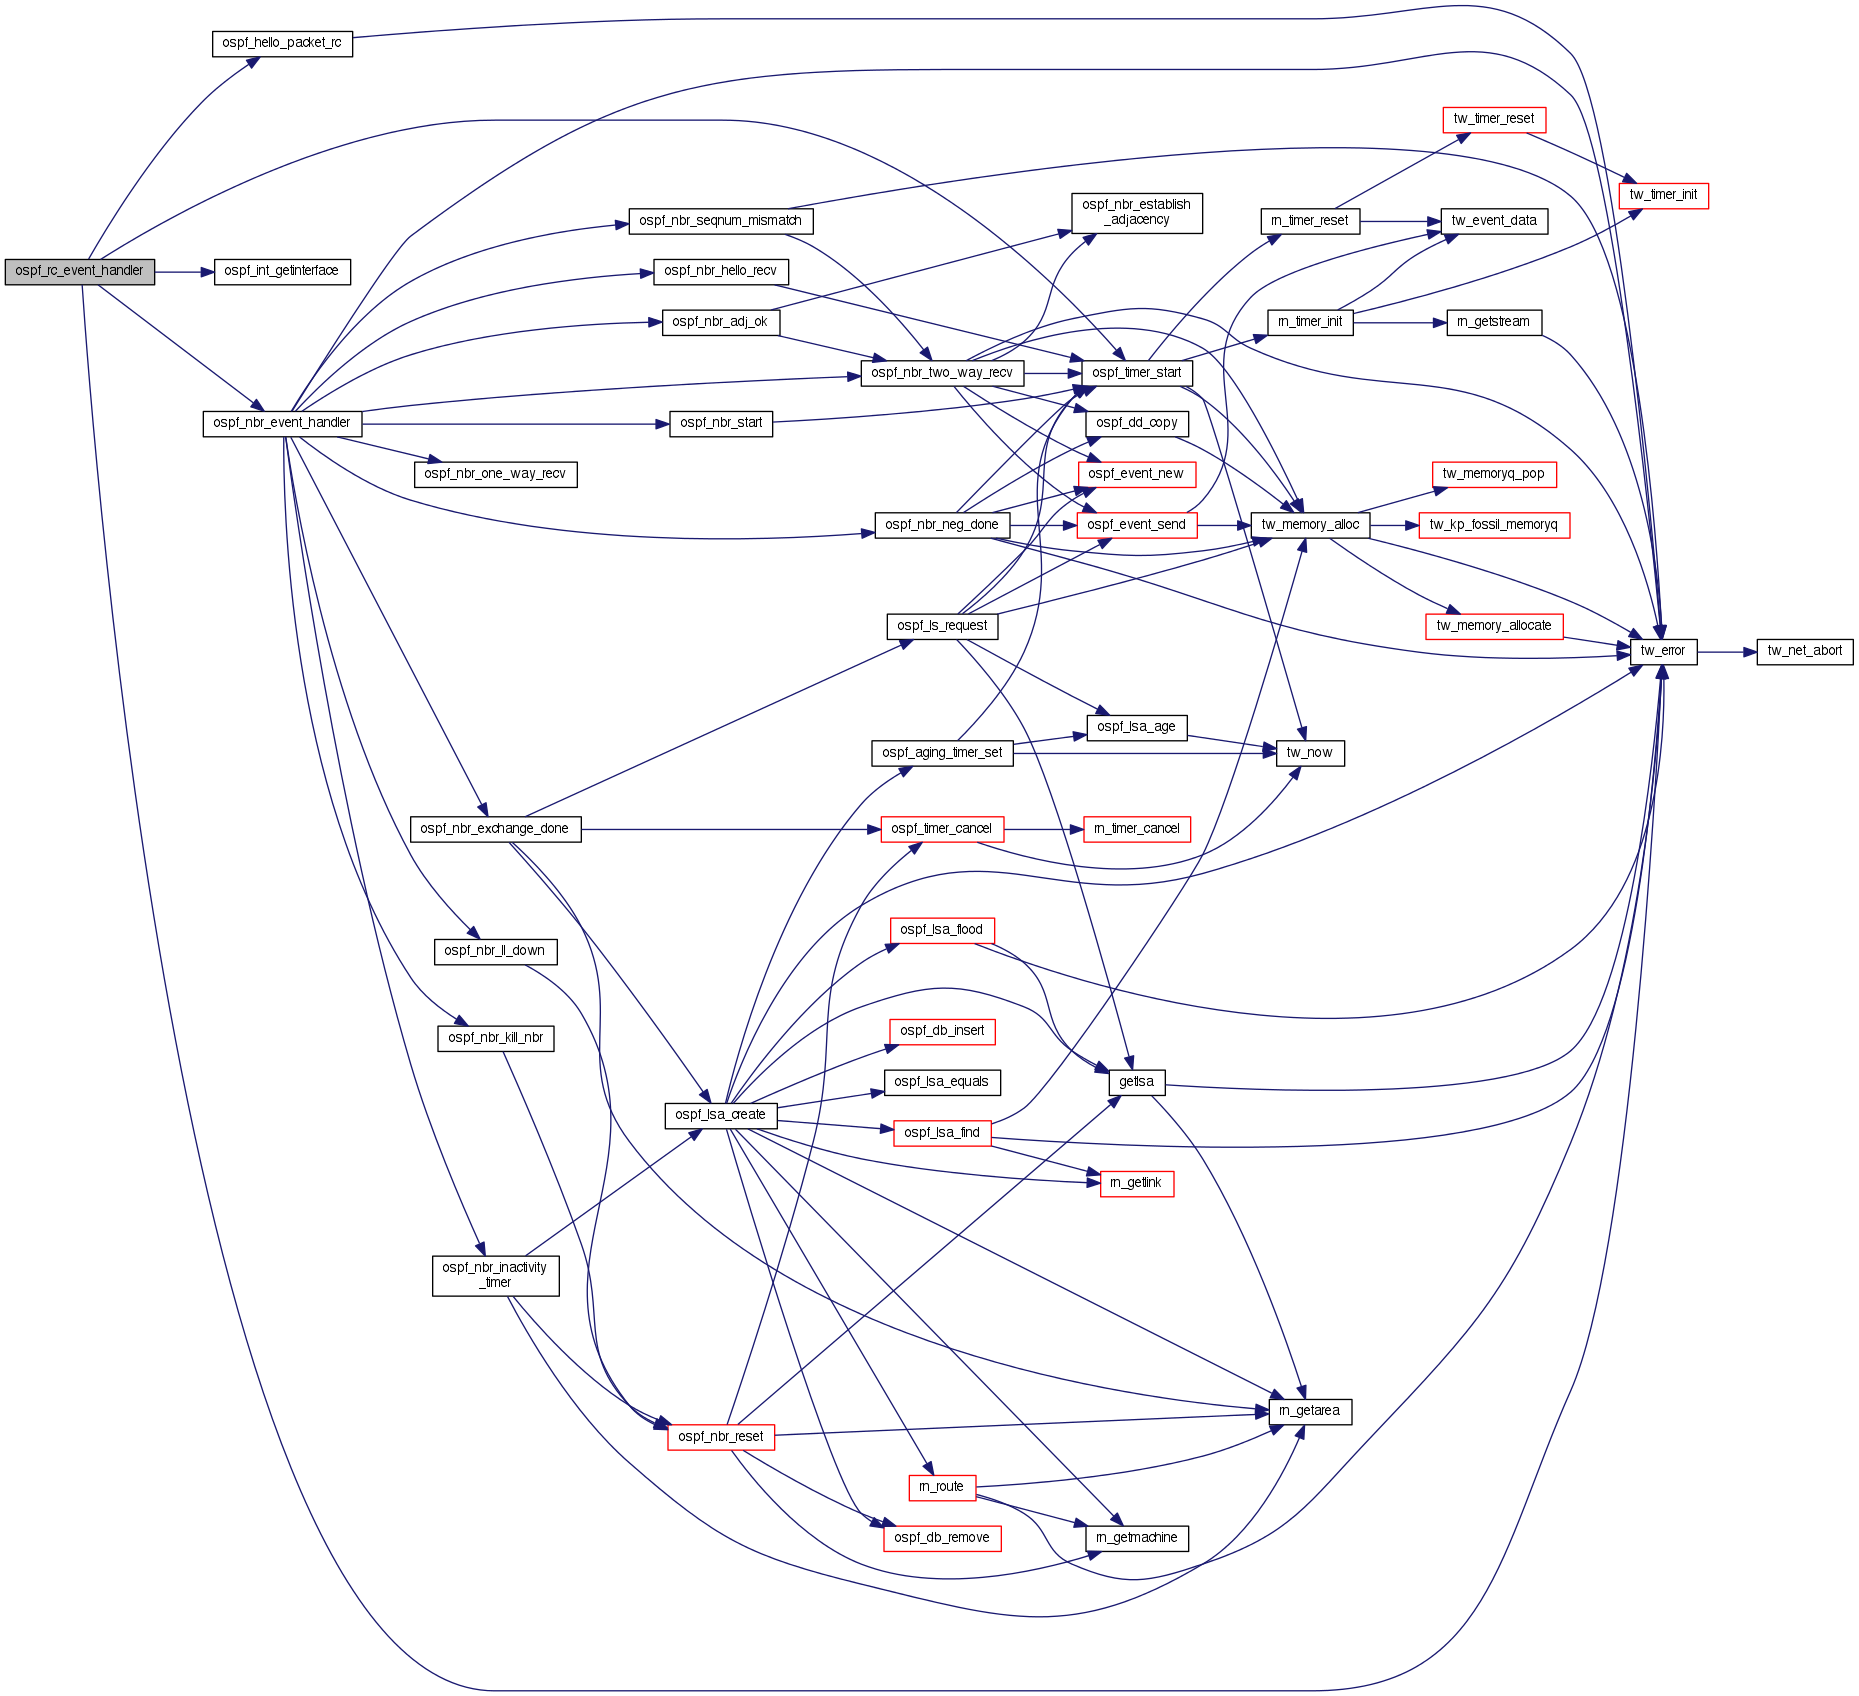 ospf_hello_packet_rc
tw_timer_reset
tw_timer_init
ospf_nbr_establish
_adjacency
ospf_nbr_seqnum_mismatch
rn_timer_reset
tw_event_data
ospf_rc_event_handler
ospf_int_getinterface
ospf_nbr_hello_recv
ospf_nbr_adj_ok
rn_timer_init
rn_getstream
ospf_nbr_two_way_recv
ospf_timer_start
ospf_nbr_event_handler
ospf_nbr_start
ospf_dd_copy
ospf_nbr_one_way_recv
ospf_event_new
tw_memoryq_pop
ospf_nbr_neg_done
ospf_event_send
tw_memory_alloc
tw_kp_fossil_memoryq
ospf_ls_request
tw_memory_allocate
tw_error
tw_net_abort
ospf_lsa_age
ospf_aging_timer_set
tw_now
ospf_nbr_exchange_done
ospf_timer_cancel
rn_timer_cancel
ospf_lsa_flood
ospf_nbr_ll_down
ospf_db_insert
ospf_nbr_kill_nbr
ospf_lsa_equals
getlsa
ospf_lsa_create
ospf_lsa_find
rn_getlink
ospf_nbr_inactivity
_timer
rn_getarea
ospf_nbr_reset
rn_route
ospf_db_remove
rn_getmachine